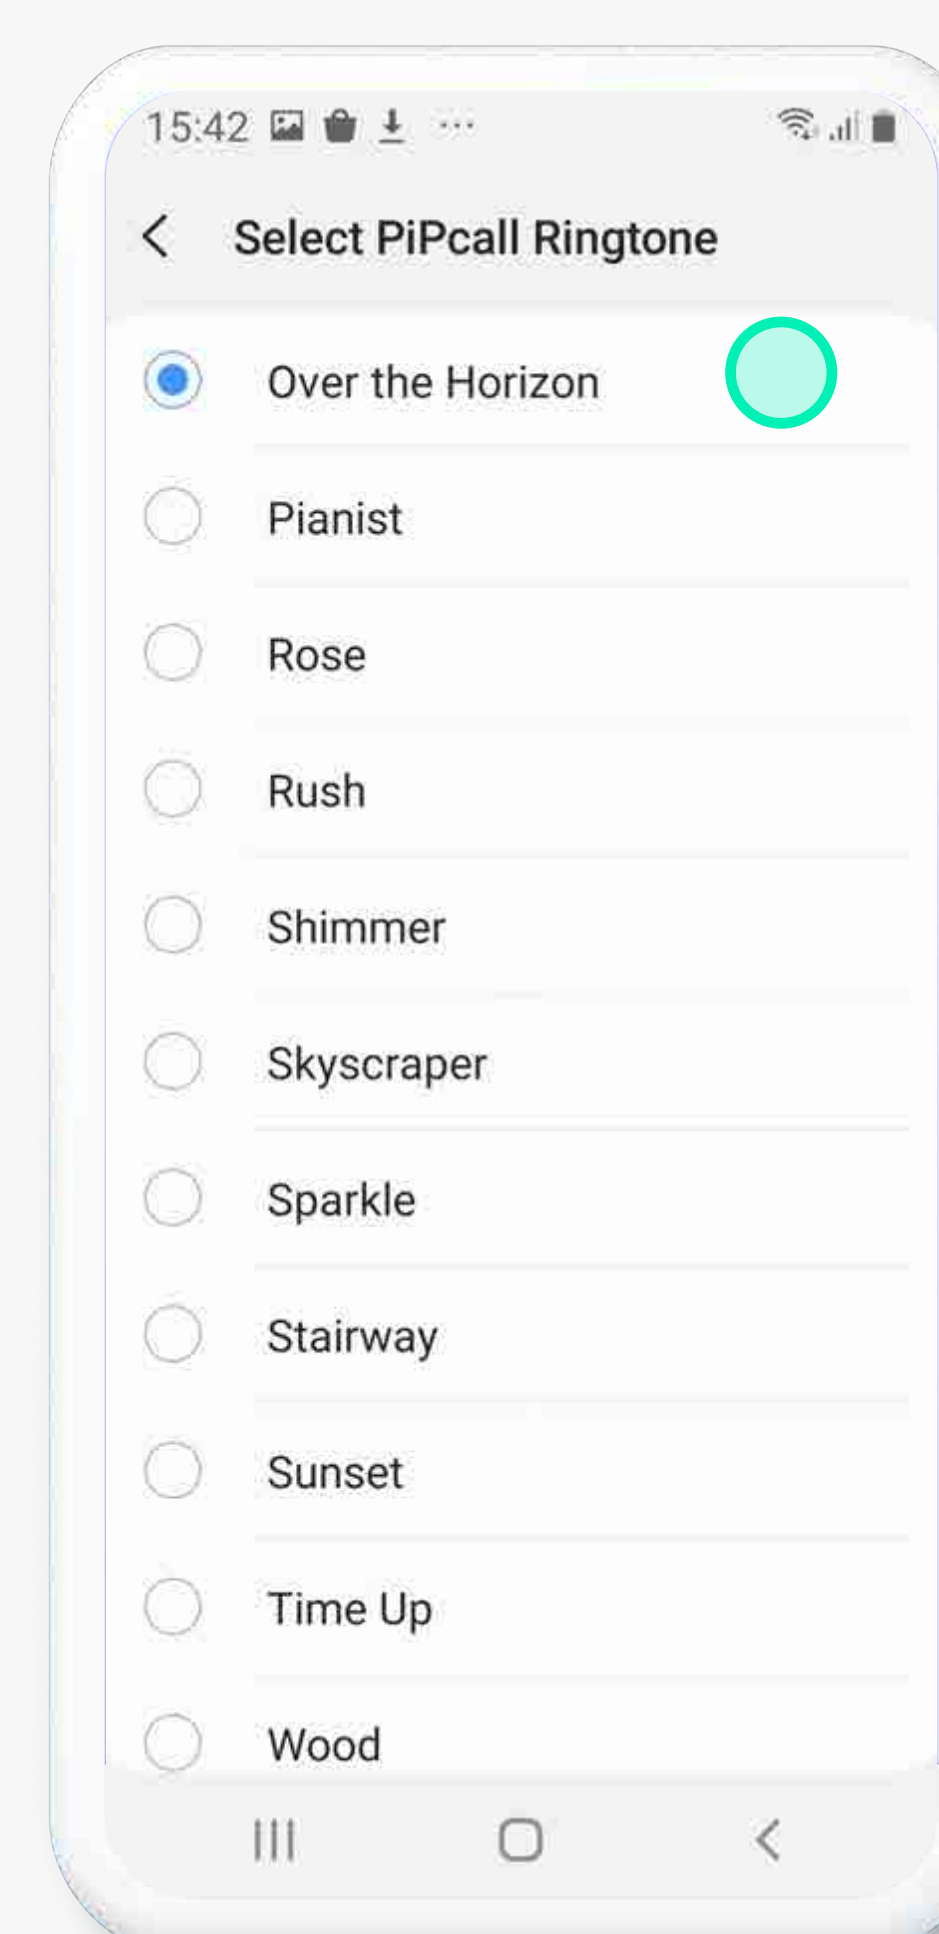 15:42
Select PiPcall Ringtone
Over the Horizon
Pianist
Rose
Rush
Shimmer
Skyscraper
Sparkle
Stairway
Sunset
Time Up
Wood